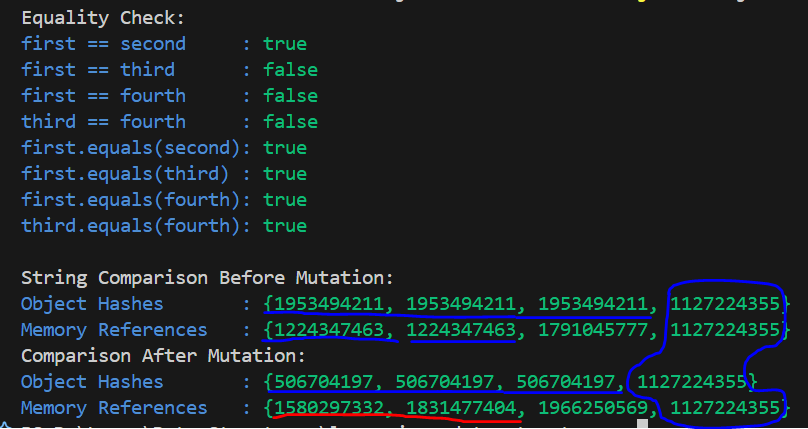 Equality Check:
first == second : true
first == third : false
first == fourth : false
third == fourth : false
first.equals(second): true
first.equals(third) : true
first.equals(fourth): true
third.equals(fourth): true
String Comparison Before Mutation:
Object Hashes : {1953494211, 1953494211, 1953494211, 1127224355}
Memory References : {1224347463, 1224347463, 1791045777, 1127224355}
Comparison After Mutation:
Object Hashes : {506704197, 506704197, 506704197, 1127224355}
Memory References : {1580297332, 1831477404, 1966250569, 1127224355}